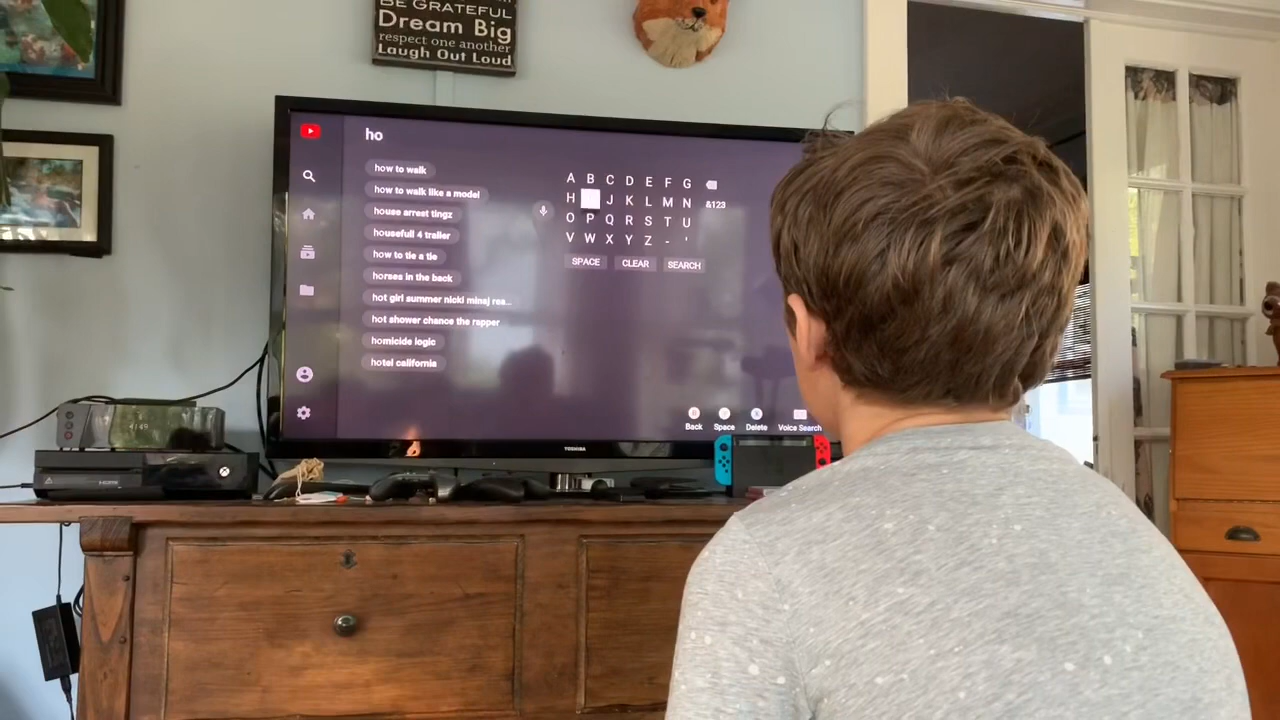 BE GRATEFUL
Dream Big
respect one another
Laugh Out Loud
ho
how to walk
how to walk like a model
house arrest tingz
housefull 4 trailer
how to tie a tie
horses in the back
hot girl summer nicki minaj rea...
hot shower chance the rapper
homicide logic
hotel california
A B C D E F G
H J K L M N &123
O P Q R S T U
V W X Y Z - '
SPACE CLEAR SEARCH
Back Space Delete Voice Search
TOSHIBA
4:49